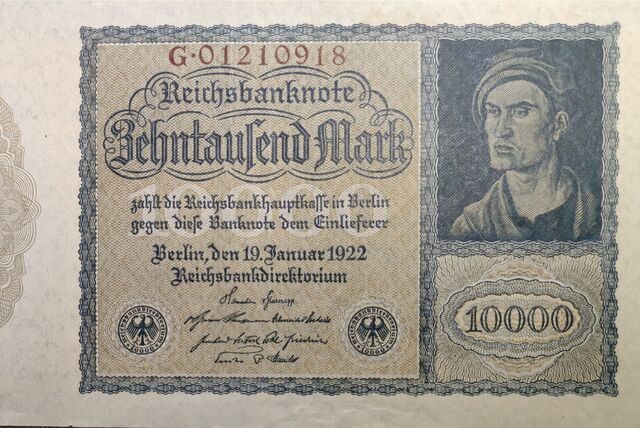 G·01210918
Reichsbanknote
Zehntausend Mark
10000
zahlt die Reichsbankhauptkasse in Berlin
gegen diese Banknote dem Einlieferer
Berlin, den 19. Januar 1922
Reichsbankdirektorium
10000